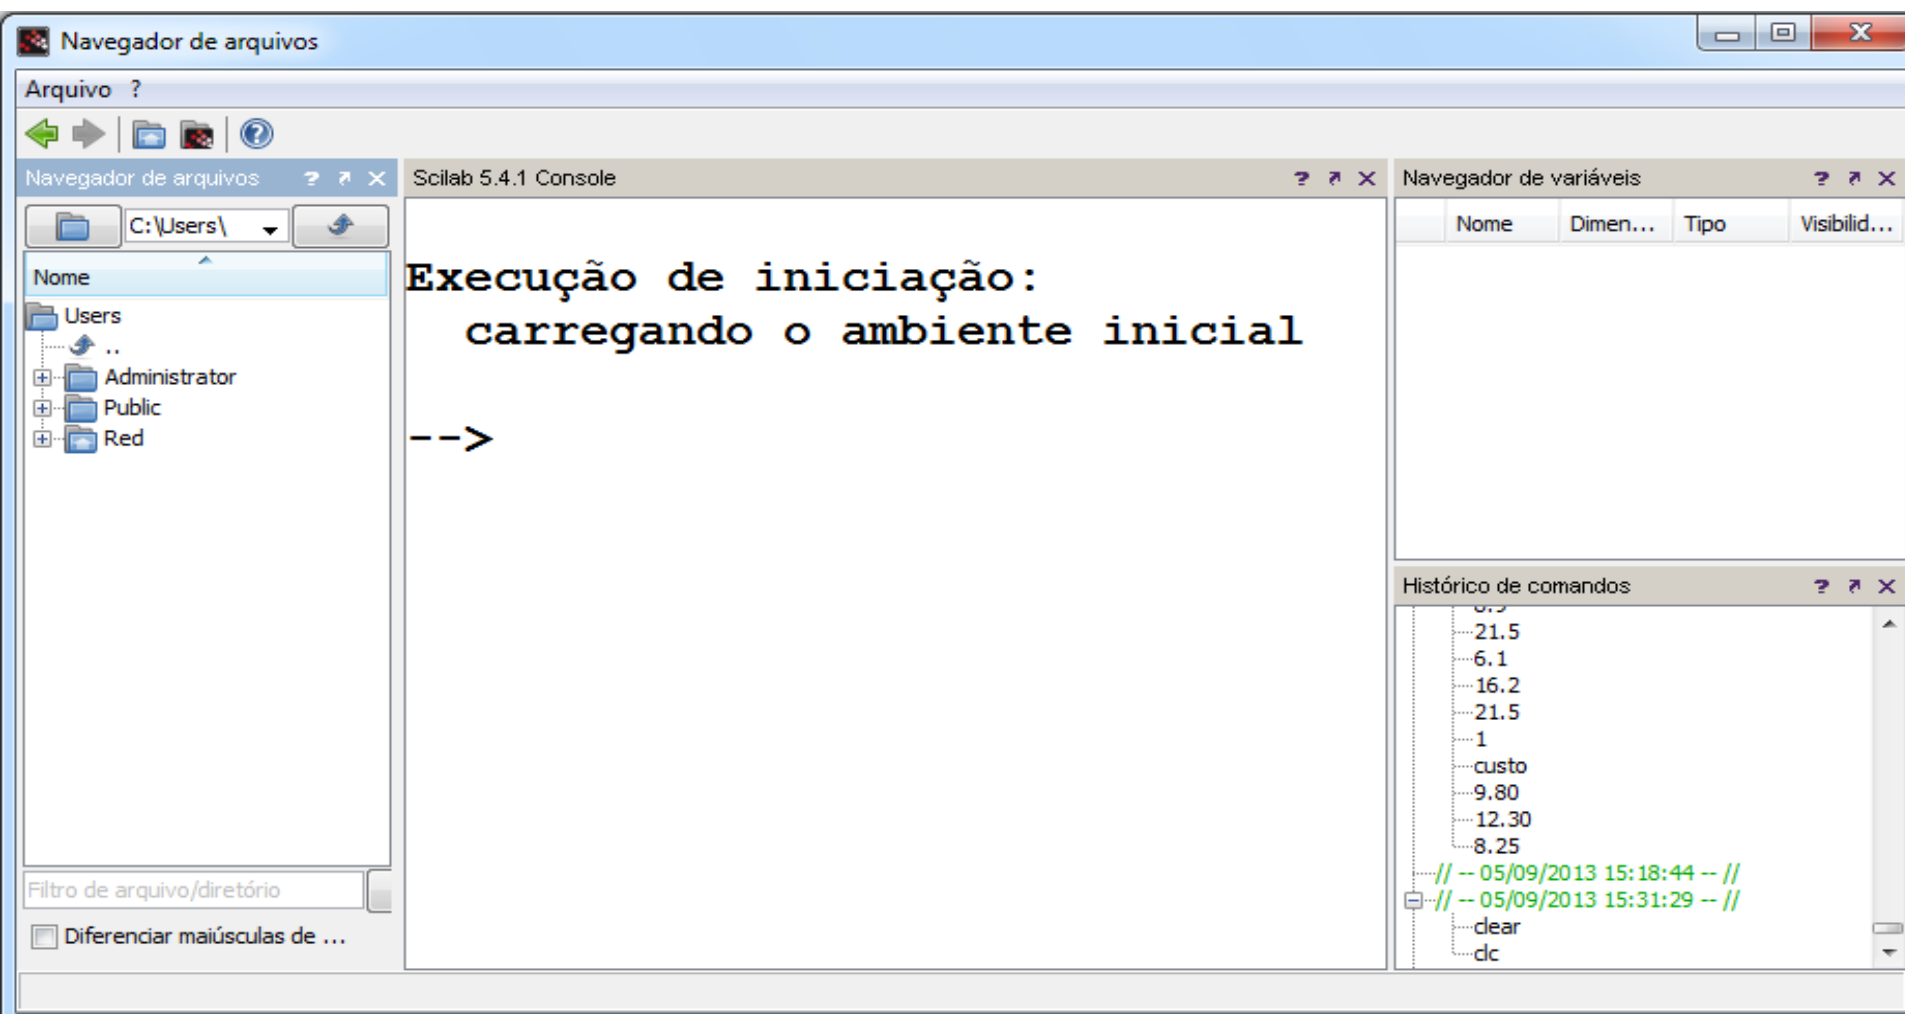 Navegador de arquivos
Arquivo ?
Navegador de arquivos
C:\Users\
Nome
Users
..
Administrator
Public
Red
Filtro de arquivo/diretório
Diferenciar maiúsculas de ...
Scilab 5.4.1 Console
Execução de iniciação:
carregando o ambiente inicial
-->
Navegador de variáveis
Nome Dimen... Tipo Visibilid...
Histórico de comandos
21.5
6.1
16.2
21.5
1
custo
9.80
12.30
8.25
// -- 05/09/2013 15:18:44 -- //
// -- 05/09/2013 15:31:29 -- //
clear
clc